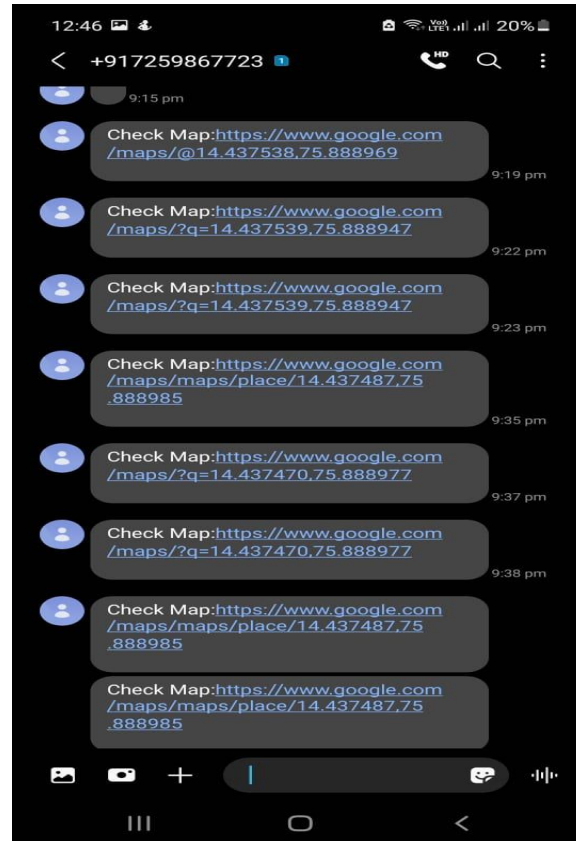 12:46 Vo)) LTE1 20%
+917259867723 1 HD
9:15 pm
Check Map:https://www.google.com
/maps/@14.437538,75.888969
9:19 pm
Check Map:https://www.google.com
/maps/?q=14.437539,75.888947
9:22 pm
Check Map:https://www.google.com
/maps/?q=14.437539,75.888947
9:23 pm
Check Map:https://www.google.com
/maps/maps/place/14.437487,75
.888985
9:35 pm
Check Map:https://www.google.com
/maps/?q=14.437470,75.888977
9:37 pm
Check Map:https://www.google.com
/maps/?q=14.437470,75.888977
9:38 pm
Check Map:https://www.google.com
/maps/maps/place/14.437487,75
.888985
Check Map:https://www.google.com
/maps/maps/place/14.437487,75
.888985